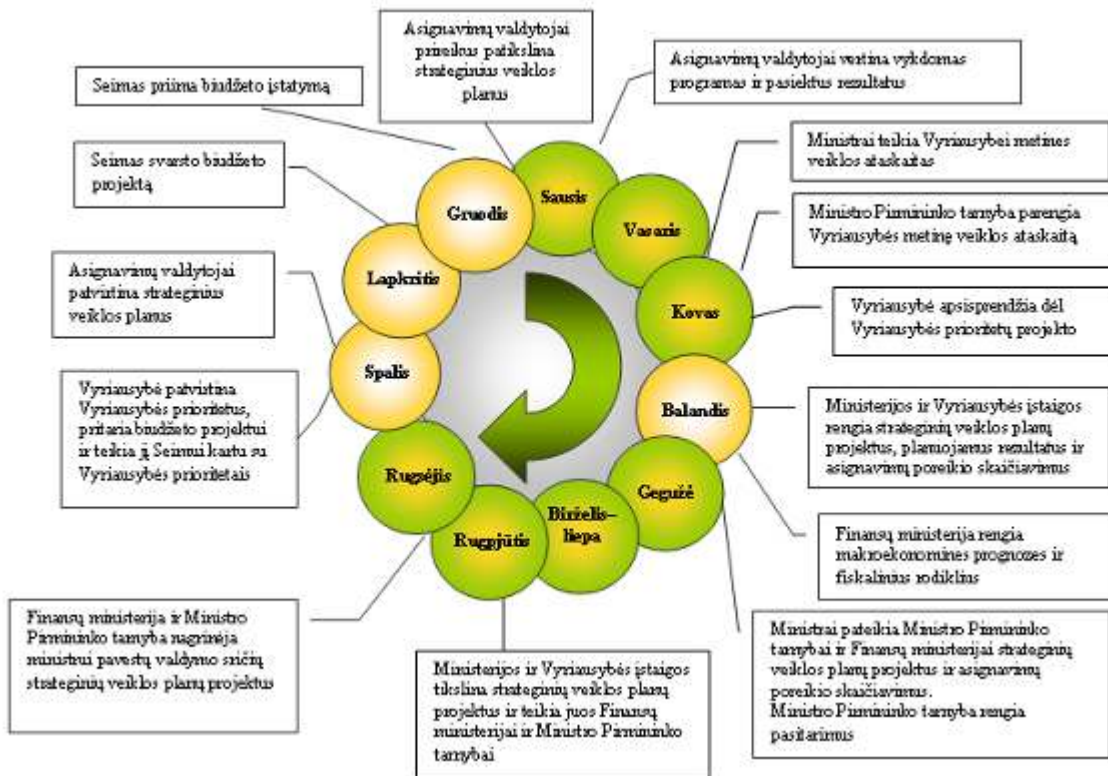 Asignavimų valdytojai
prireikus patikslina
strateginius veiklos
planus
Asignavimų valdytojai vertina vykdomas
programas ir pasiektus rezultatus
Seimas priima biudžeto įstatymą
Ministrai teikia Vyriausybei metines
veiklos ataskaitas
Seimas svarsto biudžeto
projektą
Ministro Pirmininko tarnyba parengia
Vyriausybės metinę veiklos ataskaitą
Asignavimų valdytojai
patvirtina strateginius
veiklos planus
Vyriausybė apsisprendžia dėl
Vyriausybės prioritetų projekto
Vyriausybė patvirtina
Vyriausybės prioritetus,
pritaria biudžeto projektui
ir teikia jį Seimui kartu su
Vyriausybės prioritetais
Ministerijos ir Vyriausybės įstaigos
rengia strateginių veiklos planų
projektus, planuojamus rezultatus ir
asignavimų poreikio skaičiavimus
Finansų ministerija rengia
makroekonomines prognozes ir
fiskalinius rodiklius
Finansų ministerija ir Ministro
Pirmininko tarnyba nagrinėja
ministrui pavestų valdymo sričių
strateginių veiklos planų projektus
Ministerijos ir Vyriausybės įstaigos
tikslina strateginių veiklos planų
projektus ir teikia juos Finansų
ministerijai ir Ministro Pirmininko
tarnybai
Ministrai pateikia Ministro Pirmininko
tarnybai ir Finansų ministerijai strateginių
veiklos planų projektus ir asignavimų
poreikio skaičiavimus.
Ministro Pirmininko tarnyba rengia
pasitarimus
Sausis
Vasaris
Kovas
Balandis
Gegužė
Birželis–
liepa
Rugpjūtis
Rugsėjis
Spalis
Lapkritis
Gruodis